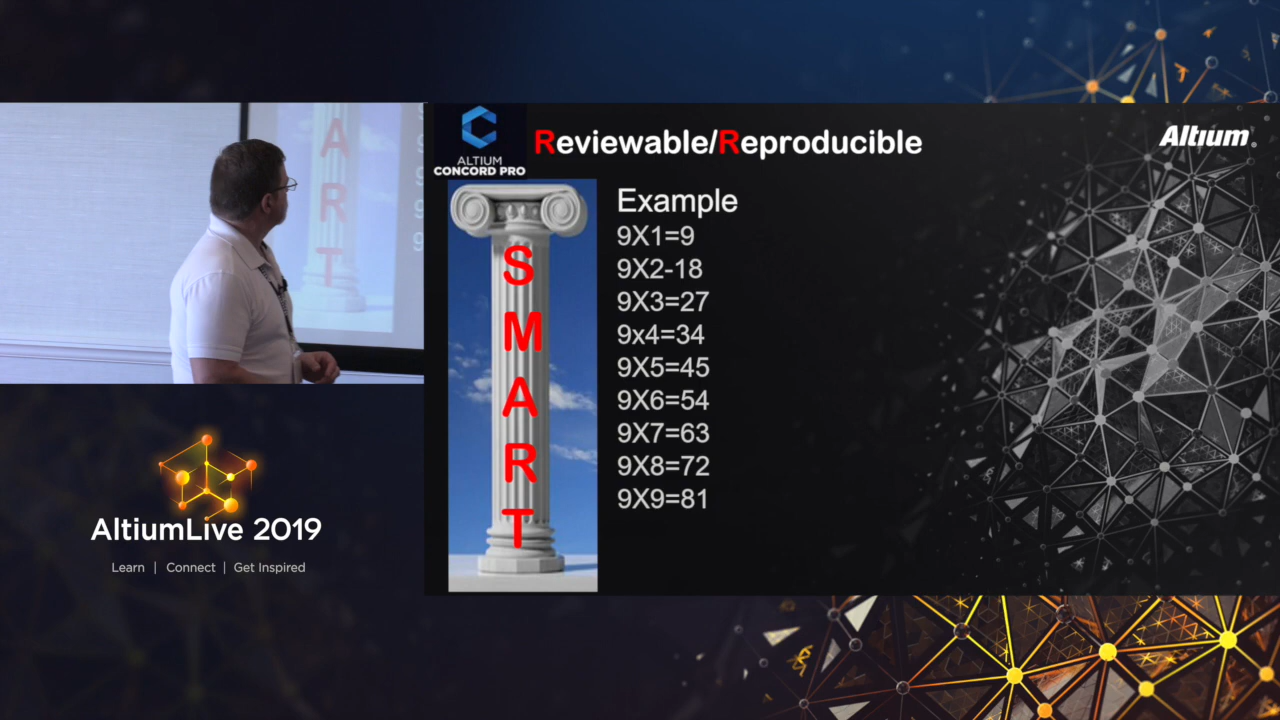 A
R
T
ALTIUM
CONCORD PRO
Reviewable/Reproducible
Altium
S
M
A
R
T
Example
9X1=9
9X2-18
9X3=27
9x4=34
9X5=45
9X6=54
9X7=63
9X8=72
9X9=81
AltiumLive 2019
Learn | Connect | Get Inspired